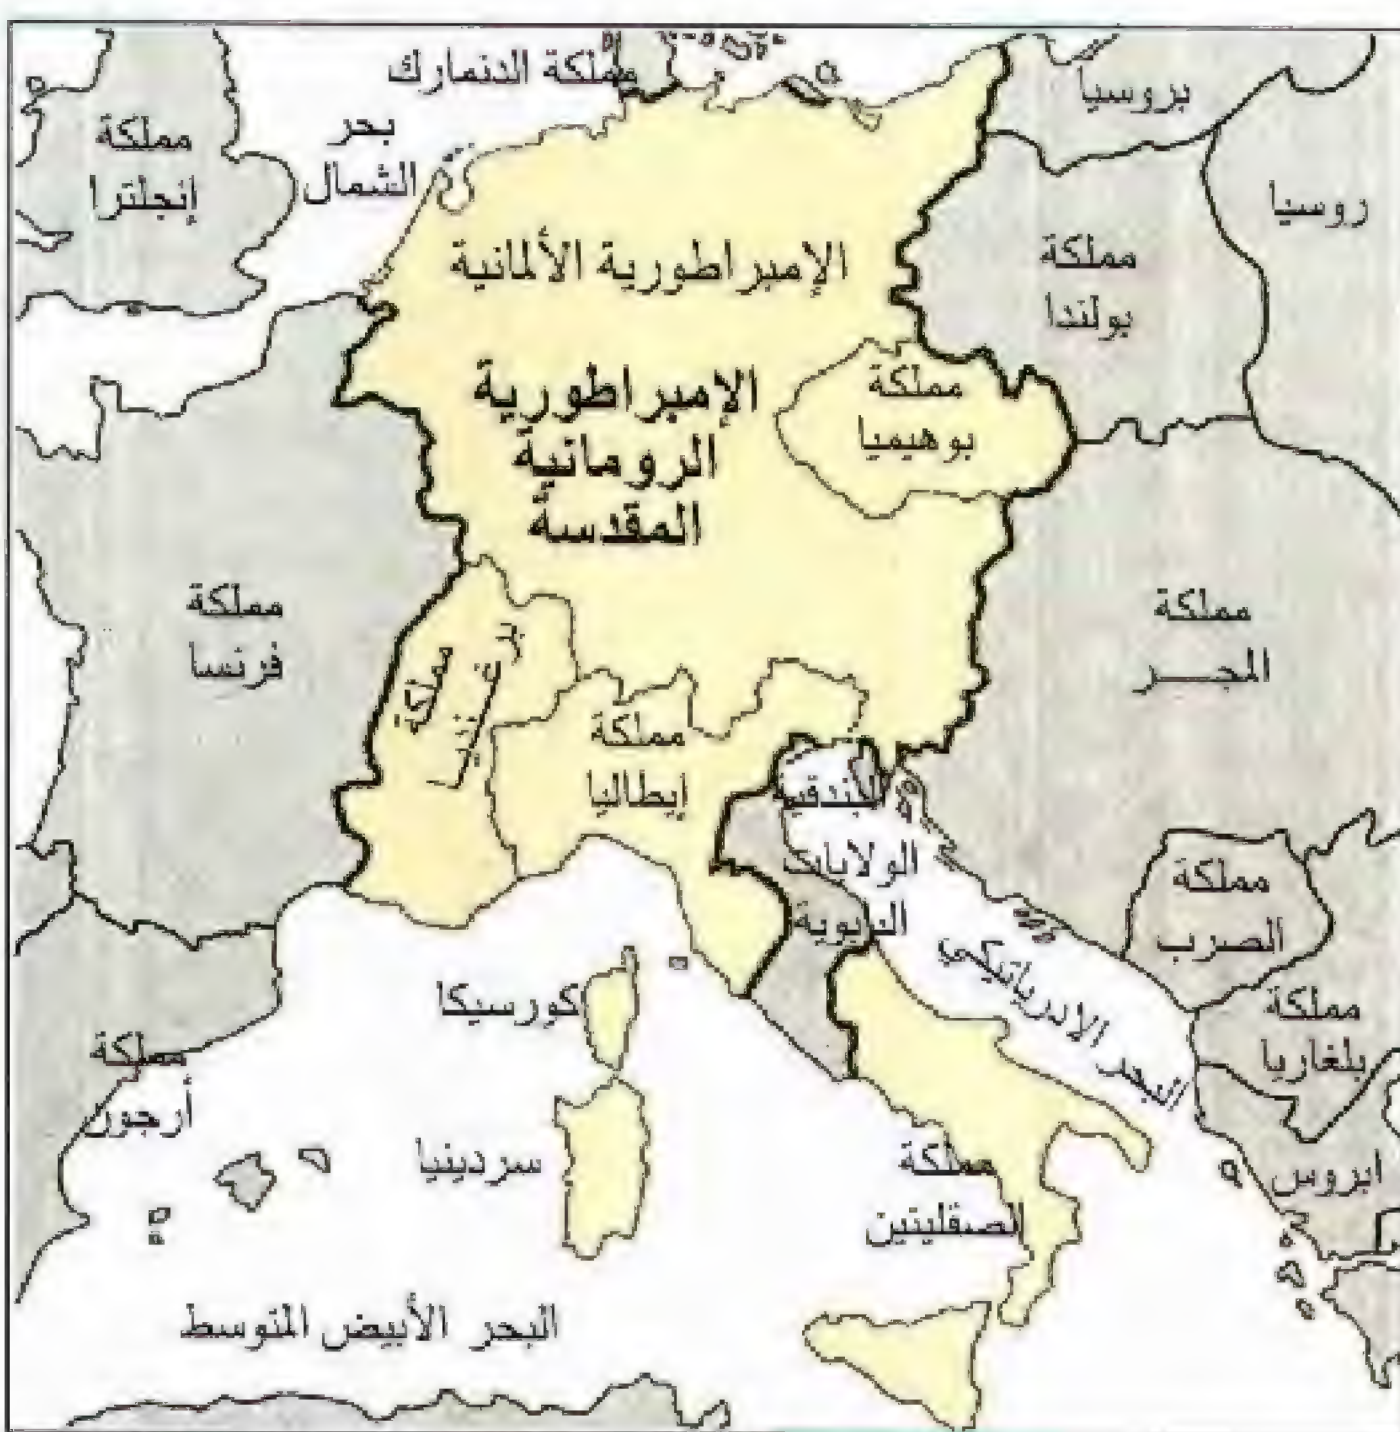 مملكة الدنمارك
بروسيا
مملكة
إنجلترا
بحر
الشمال
روسيا
مملكة
بولندا
الإمبراطورية الألمانية
الإمبراطورية
الرومانية
المقدسة
مملكة
بوهيميا
مملكة
فرنسا
مملكة
برغنديا
مملكة
إيطاليا
مملكة
المجـــر
البندقية
الولايات
البابوية
مملكة
الصرب
البحر الادرياتيكي
مملكة
بلغاريا
كورسيكا
مملكة
أرجون
سردينيا
مملكة
الصقليتين
ابروس
البحر الأبيض المتوسط